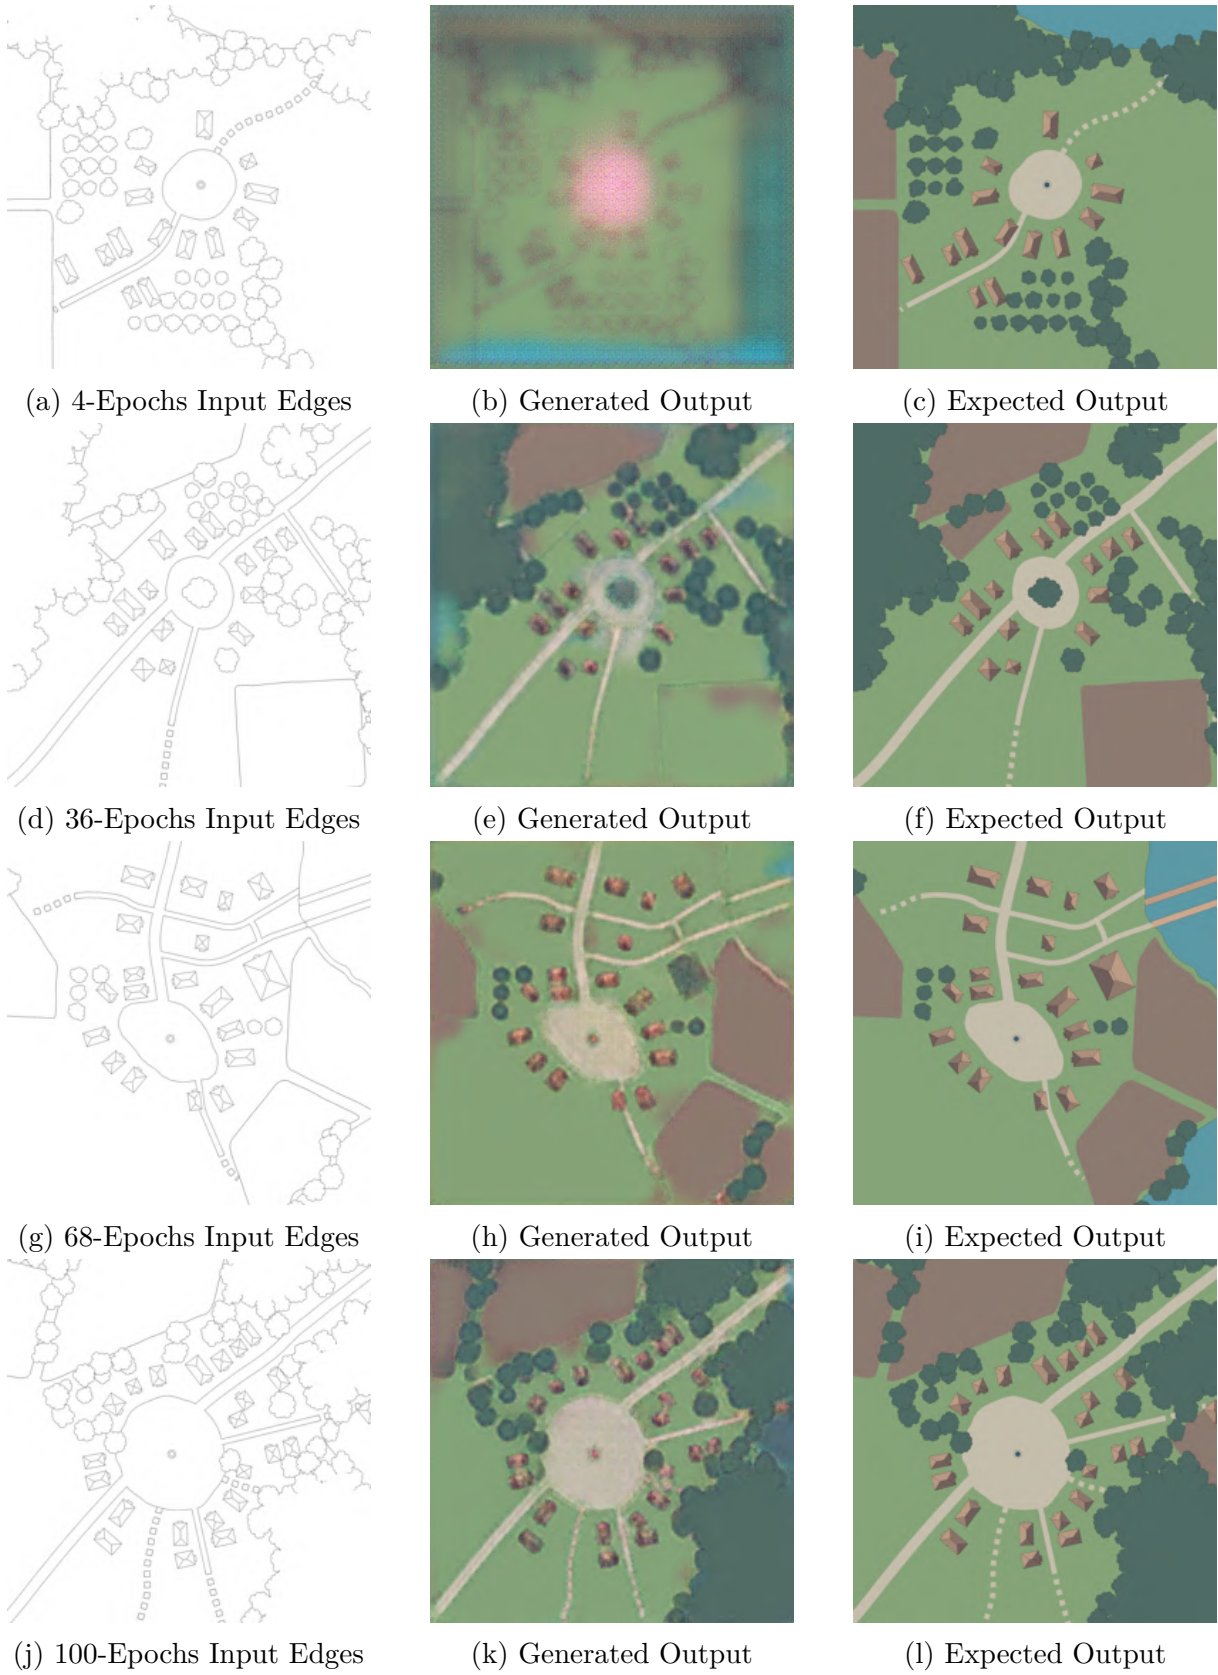 (a) 4-Epochs Input Edges
(b) Generated Output
(c) Expected Output
(d) 36-Epochs Input Edges
(e) Generated Output
(f) Expected Output
(g) 68-Epochs Input Edges
(h) Generated Output
(i) Expected Output
(j) 100-Epochs Input Edges
(k) Generated Output
(l) Expected Output